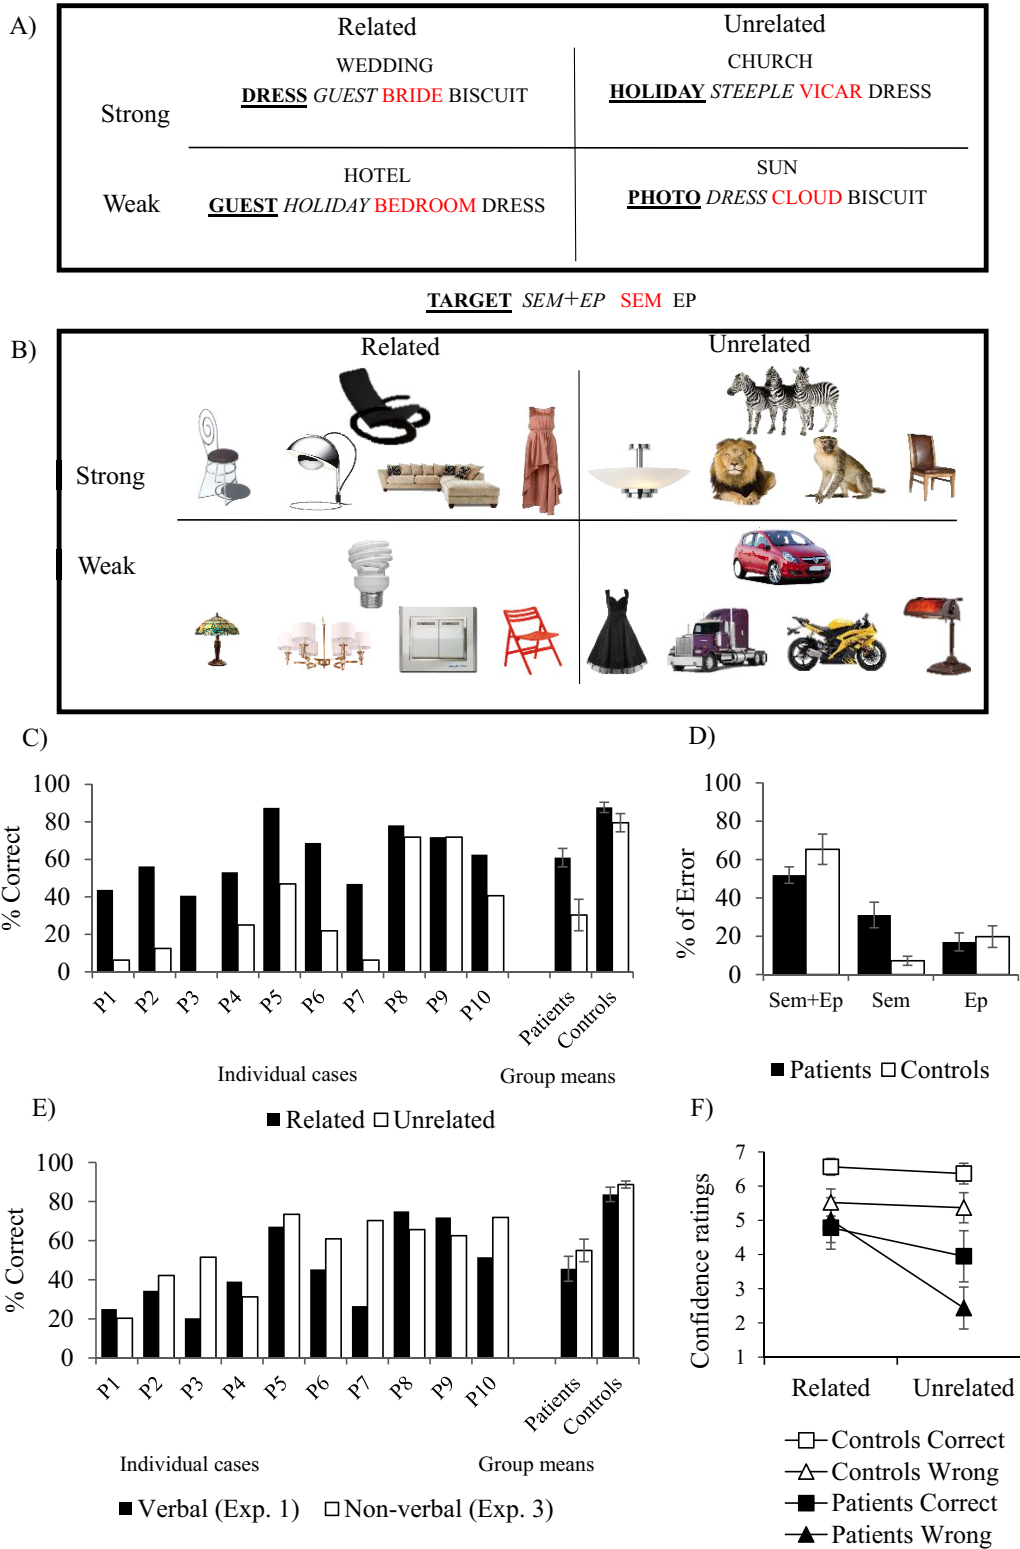 A)
Related
Unrelated
Strong
WEDDING
DRESS GUEST BRIDE BISCUIT
CHURCH
HOLIDAY STEEPLE VICAR DRESS
Weak
HOTEL
GUEST HOLIDAY BEDROOM DRESS
SUN
PHOTO DRESS CLOUD BISCUIT
TARGET SEM+EP SEM EP
B)
Related
Unrelated
Strong
Weak
C)
% Correct
100
80
60
40
20
0
P1 P2 P3 P4 P5 P6 P7 P8 P9 P10 Patients Controls
Individual cases
Group means
Related Unrelated
D)
% of Error
100
80
60
40
20
0
Sem+Ep Sem Ep
Patients Controls
E)
% Correct
100
80
60
40
20
0
P1 P2 P3 P4 P5 P6 P7 P8 P9 P10 Patients Controls
Individual cases
Group means
Verbal (Exp. 1) Non-verbal (Exp. 3)
F)
Confidence ratings
7
6
5
4
3
2
1
Related Unrelated
Controls Correct
Controls Wrong
Patients Correct
Patients Wrong